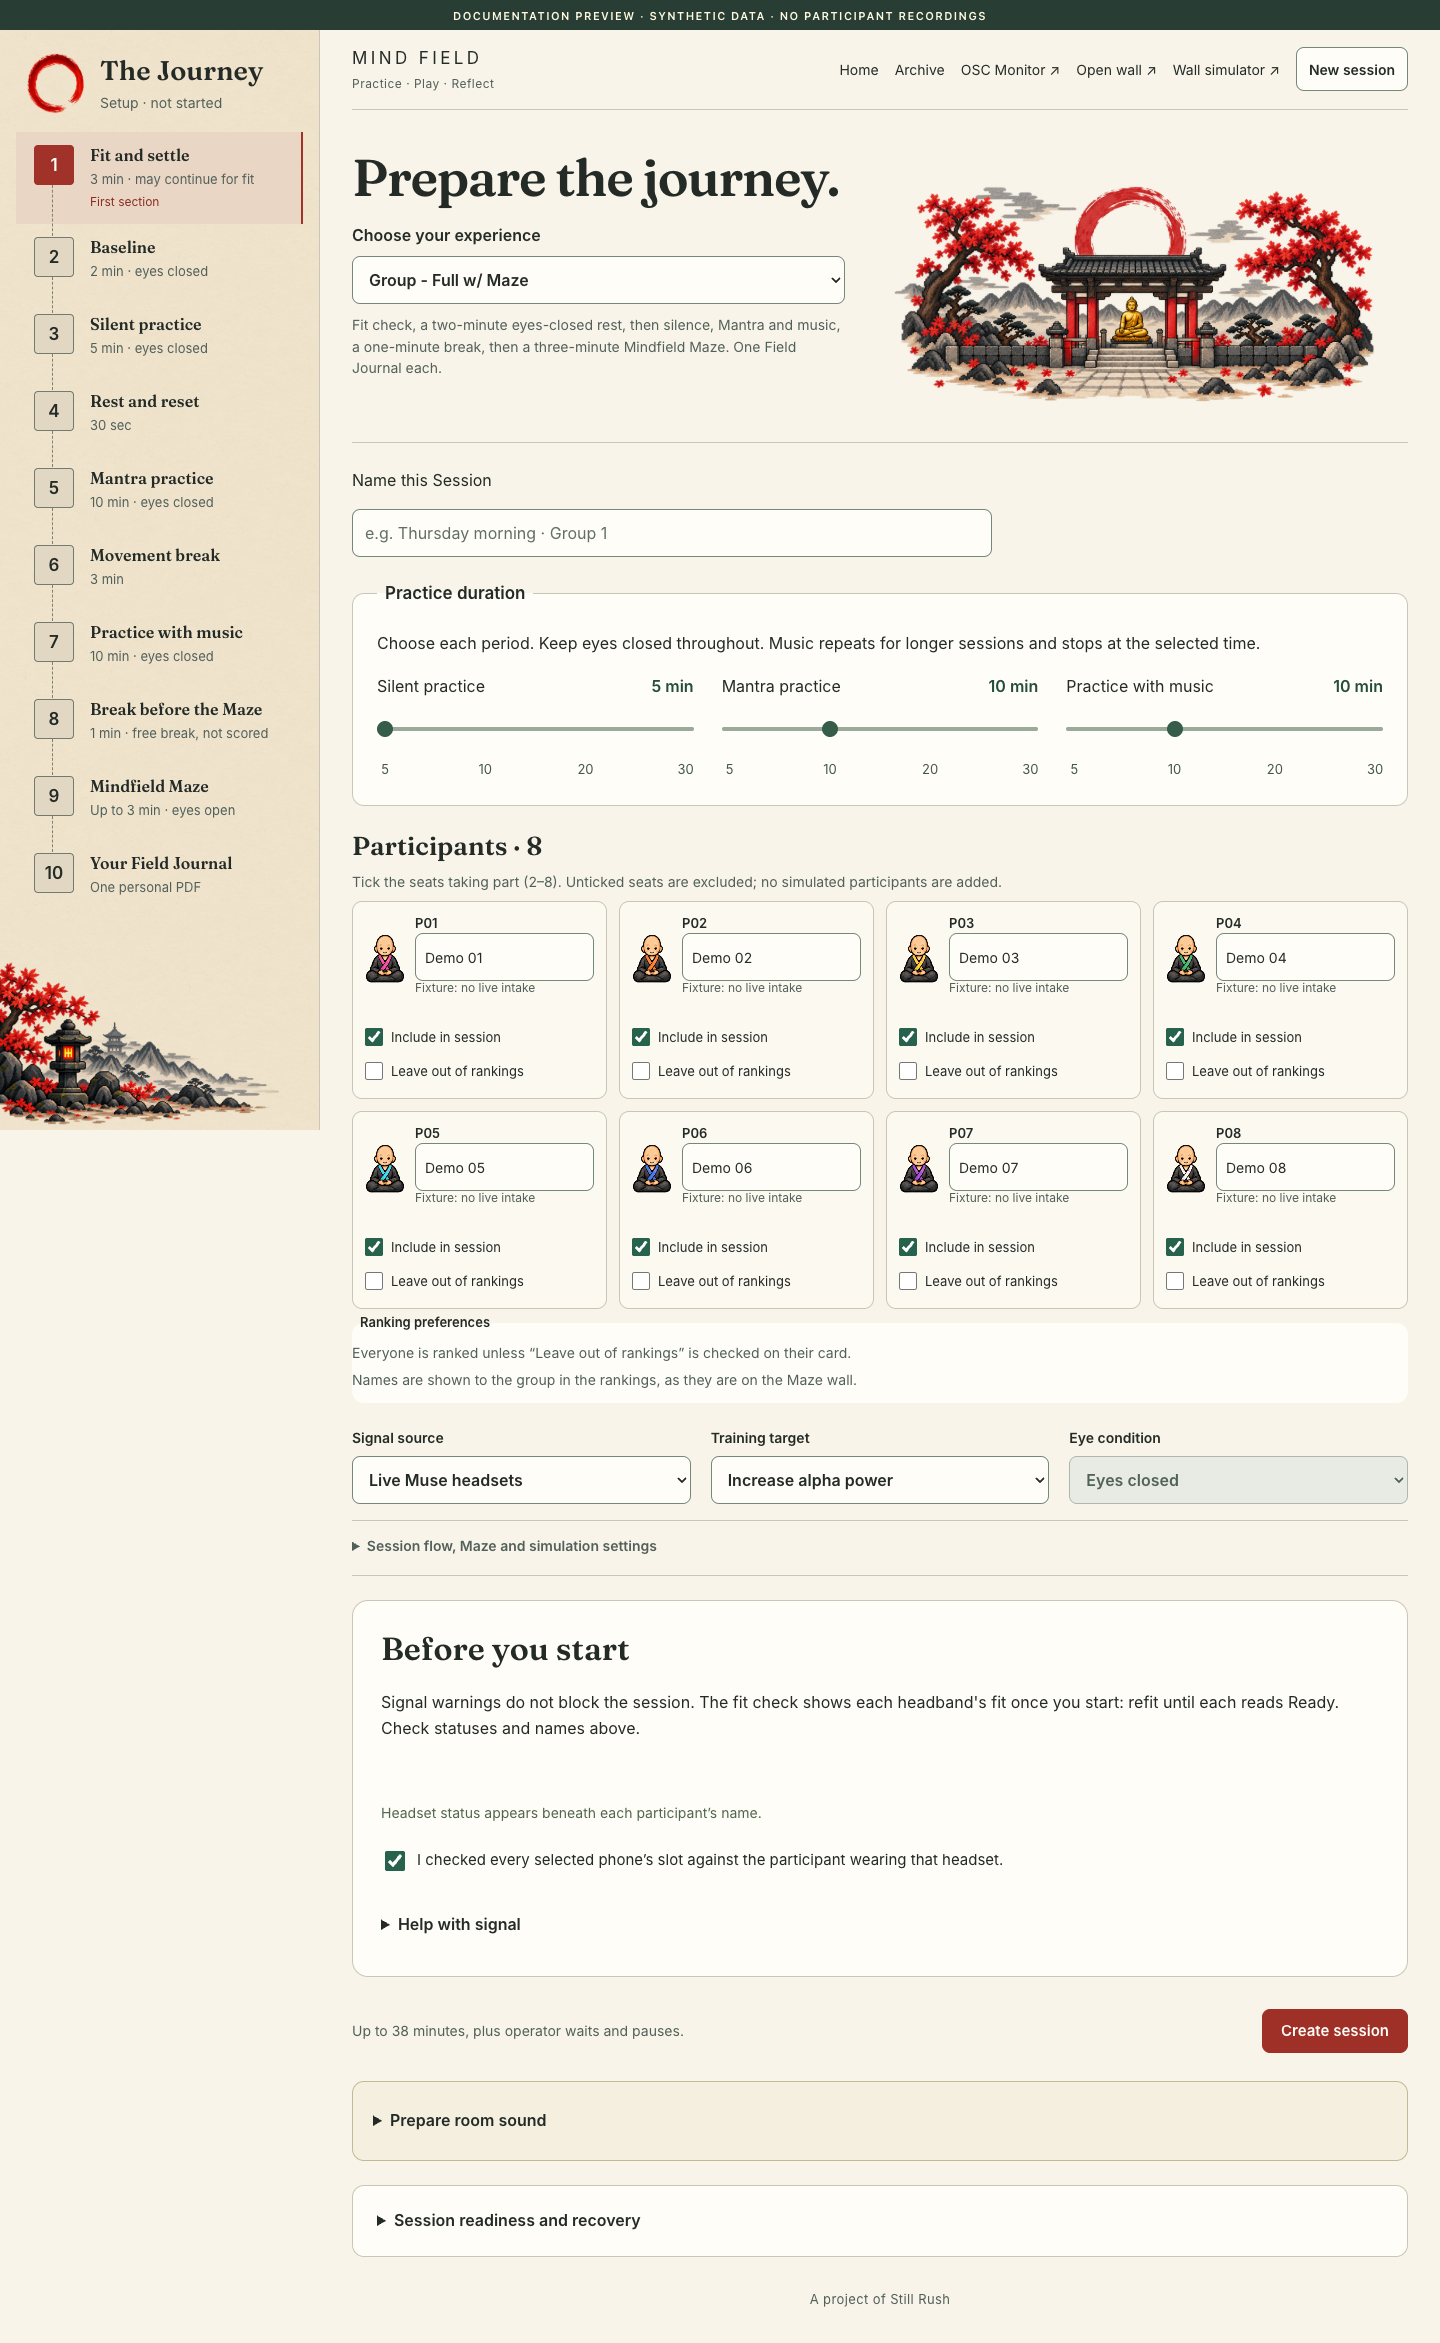 DOCUMENTATION PREVIEW · SYNTHETIC DATA · NO PARTICIPANT RECORDINGS
The Journey
Setup · not started
1
Fit and settle
3 min · may continue for fit
First section
2
Baseline
2 min · eyes closed
3
Silent practice
5 min · eyes closed
4
Rest and reset
30 sec
5
Mantra practice
10 min · eyes closed
6
Movement break
3 min
7
Practice with music
10 min · eyes closed
8
Break before the Maze
1 min · free break, not scored
9
Mindfield Maze
Up to 3 min · eyes open
10
Your Field Journal
One personal PDF
MIND FIELD
Practice · Play · Reflect
Home Archive OSC Monitor ↗ Open wall ↗ Wall simulator ↗ New session
Prepare the journey.
Choose your experience
Group - Full w/ Maze
Fit check, a two-minute eyes-closed rest, then silence, Mantra and music,
a one-minute break, then a three-minute Mindfield Maze. One Field
Journal each.
Name this Session
e.g. Thursday morning · Group 1
Practice duration
Choose each period. Keep eyes closed throughout. Music repeats for longer sessions and stops at the selected time.
Silent practice 5 min Mantra practice 10 min Practice with music 10 min
5 10 20 30 5 10 20 30 5 10 20 30
Participants · 8
Tick the seats taking part (2–8). Unticked seats are excluded; no simulated participants are added.
P01 P02 P03 P04
Demo 01 Demo 02 Demo 03 Demo 04
Fixture: no live intake Fixture: no live intake Fixture: no live intake Fixture: no live intake
Include in session Include in session Include in session Include in session
Leave out of rankings Leave out of rankings Leave out of rankings Leave out of rankings
P05 P06 P07 P08
Demo 05 Demo 06 Demo 07 Demo 08
Fixture: no live intake Fixture: no live intake Fixture: no live intake Fixture: no live intake
Include in session Include in session Include in session Include in session
Leave out of rankings Leave out of rankings Leave out of rankings Leave out of rankings
Ranking preferences
Everyone is ranked unless “Leave out of rankings” is checked on their card.
Names are shown to the group in the rankings, as they are on the Maze wall.
Signal source Training target Eye condition
Live Muse headsets Increase alpha power Eyes closed
Session flow, Maze and simulation settings
Before you start
Signal warnings do not block the session. The fit check shows each headband's fit once you start: refit until each reads Ready.
Check statuses and names above.
Headset status appears beneath each participant’s name.
I checked every selected phone’s slot against the participant wearing that headset.
Help with signal
Up to 38 minutes, plus operator waits and pauses.
Create session
Prepare room sound
Session readiness and recovery
A project of Still Rush